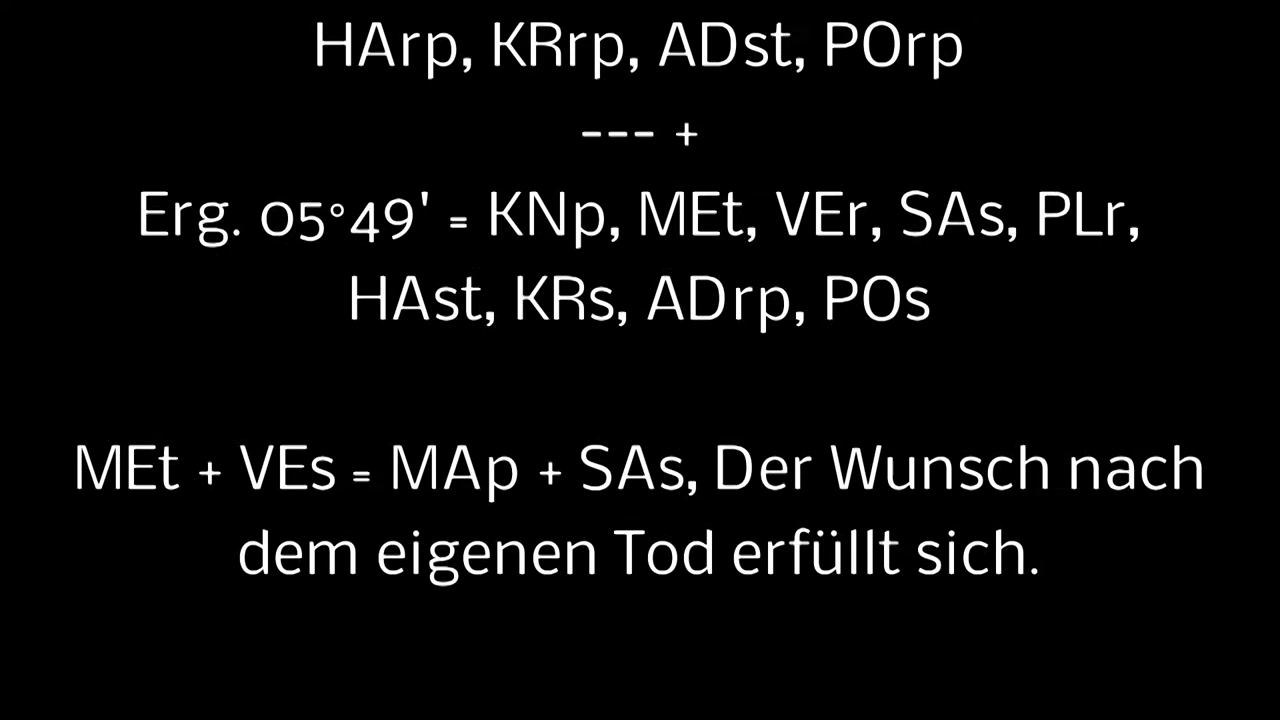 HArp, KRrp, ADst, POrp
--- +
Erg. 05°49' = KNp, MEt, VEr, SAs, PLr,
HAst, KRs, ADrp, POs
MEt + VEs = MAp + SAs, Der Wunsch nach
dem eigenen Tod erfüllt sich.